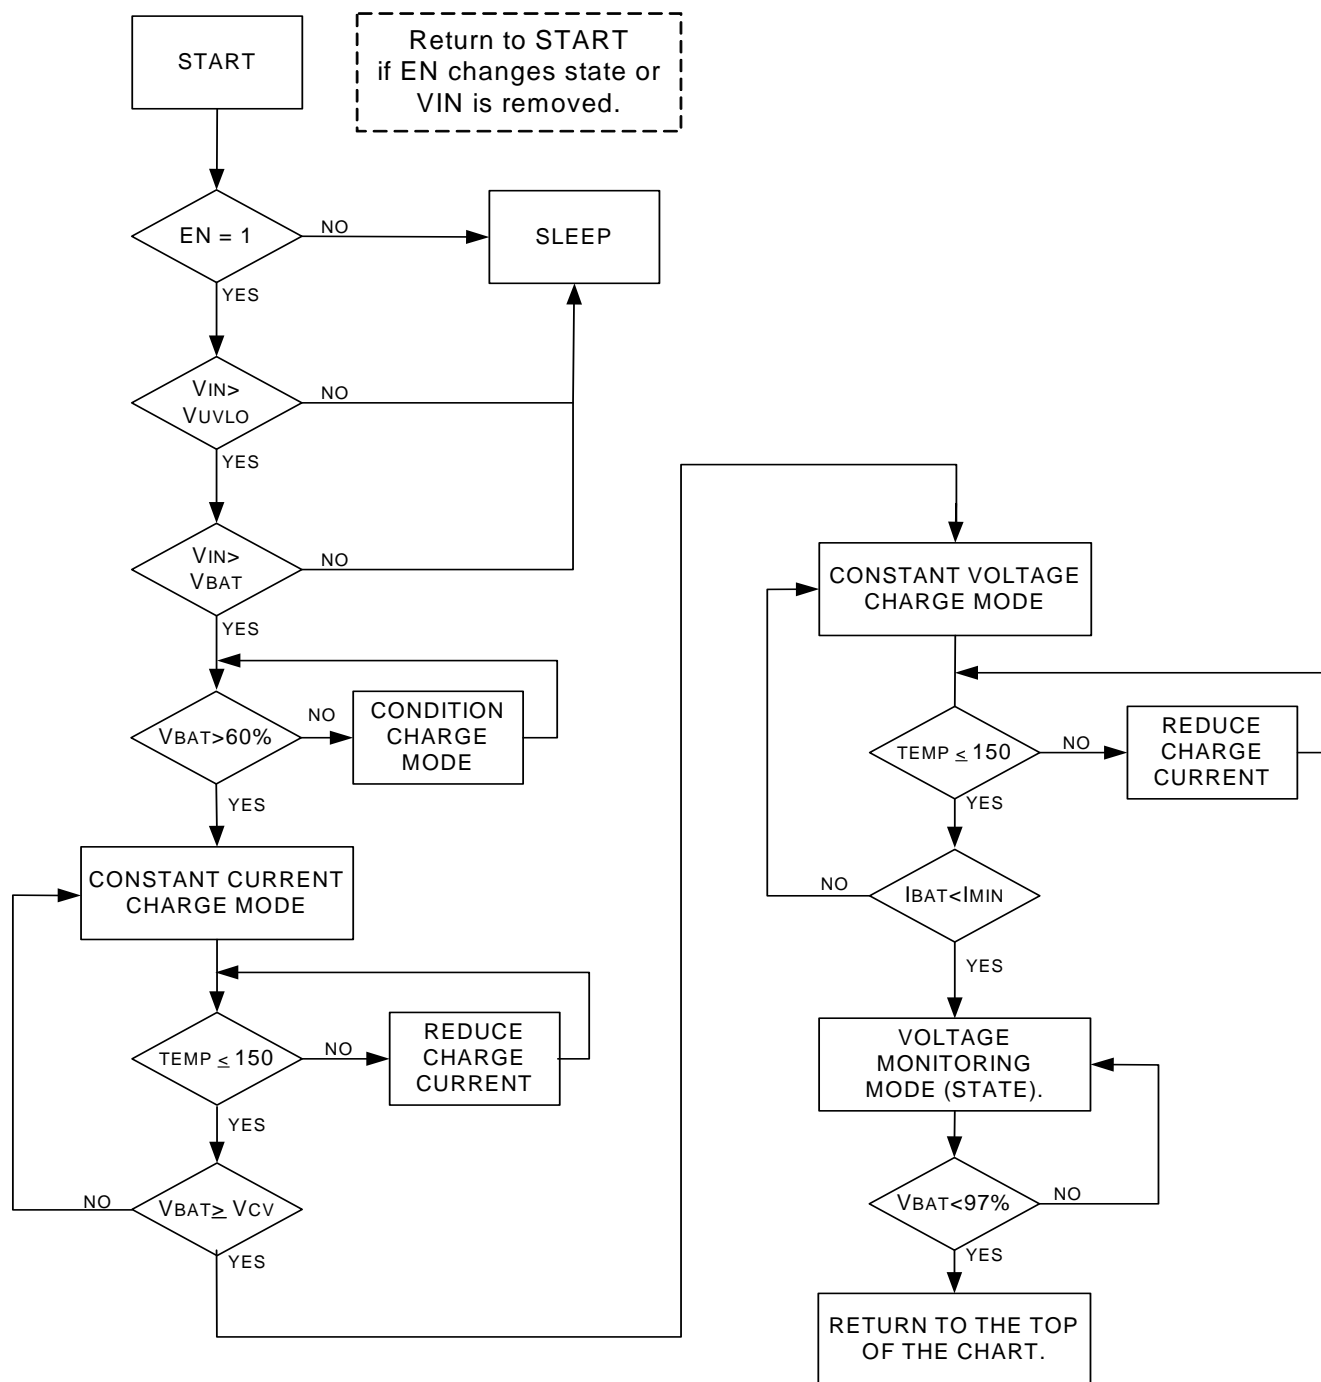 START
Return to START
if EN changes state or
VIN is removed.
EN = 1
NO
SLEEP
YES
VIN>
VUVLO
NO
YES
VIN>
VBAT
NO
YES
VBAT>60%
NO
CONDITION
CHARGE
MODE
YES
CONSTANT CURRENT
CHARGE MODE
TEMP ≤ 150
NO
REDUCE
CHARGE
CURRENT
YES
VBAT≥ VCV
NO
YES
CONSTANT VOLTAGE
CHARGE MODE
TEMP ≤ 150
NO
REDUCE
CHARGE
CURRENT
YES
IBAT<IMIN
NO
YES
VOLTAGE
MONITORING
MODE (STATE).
VBAT<97%
NO
YES
RETURN TO THE TOP
OF THE CHART.